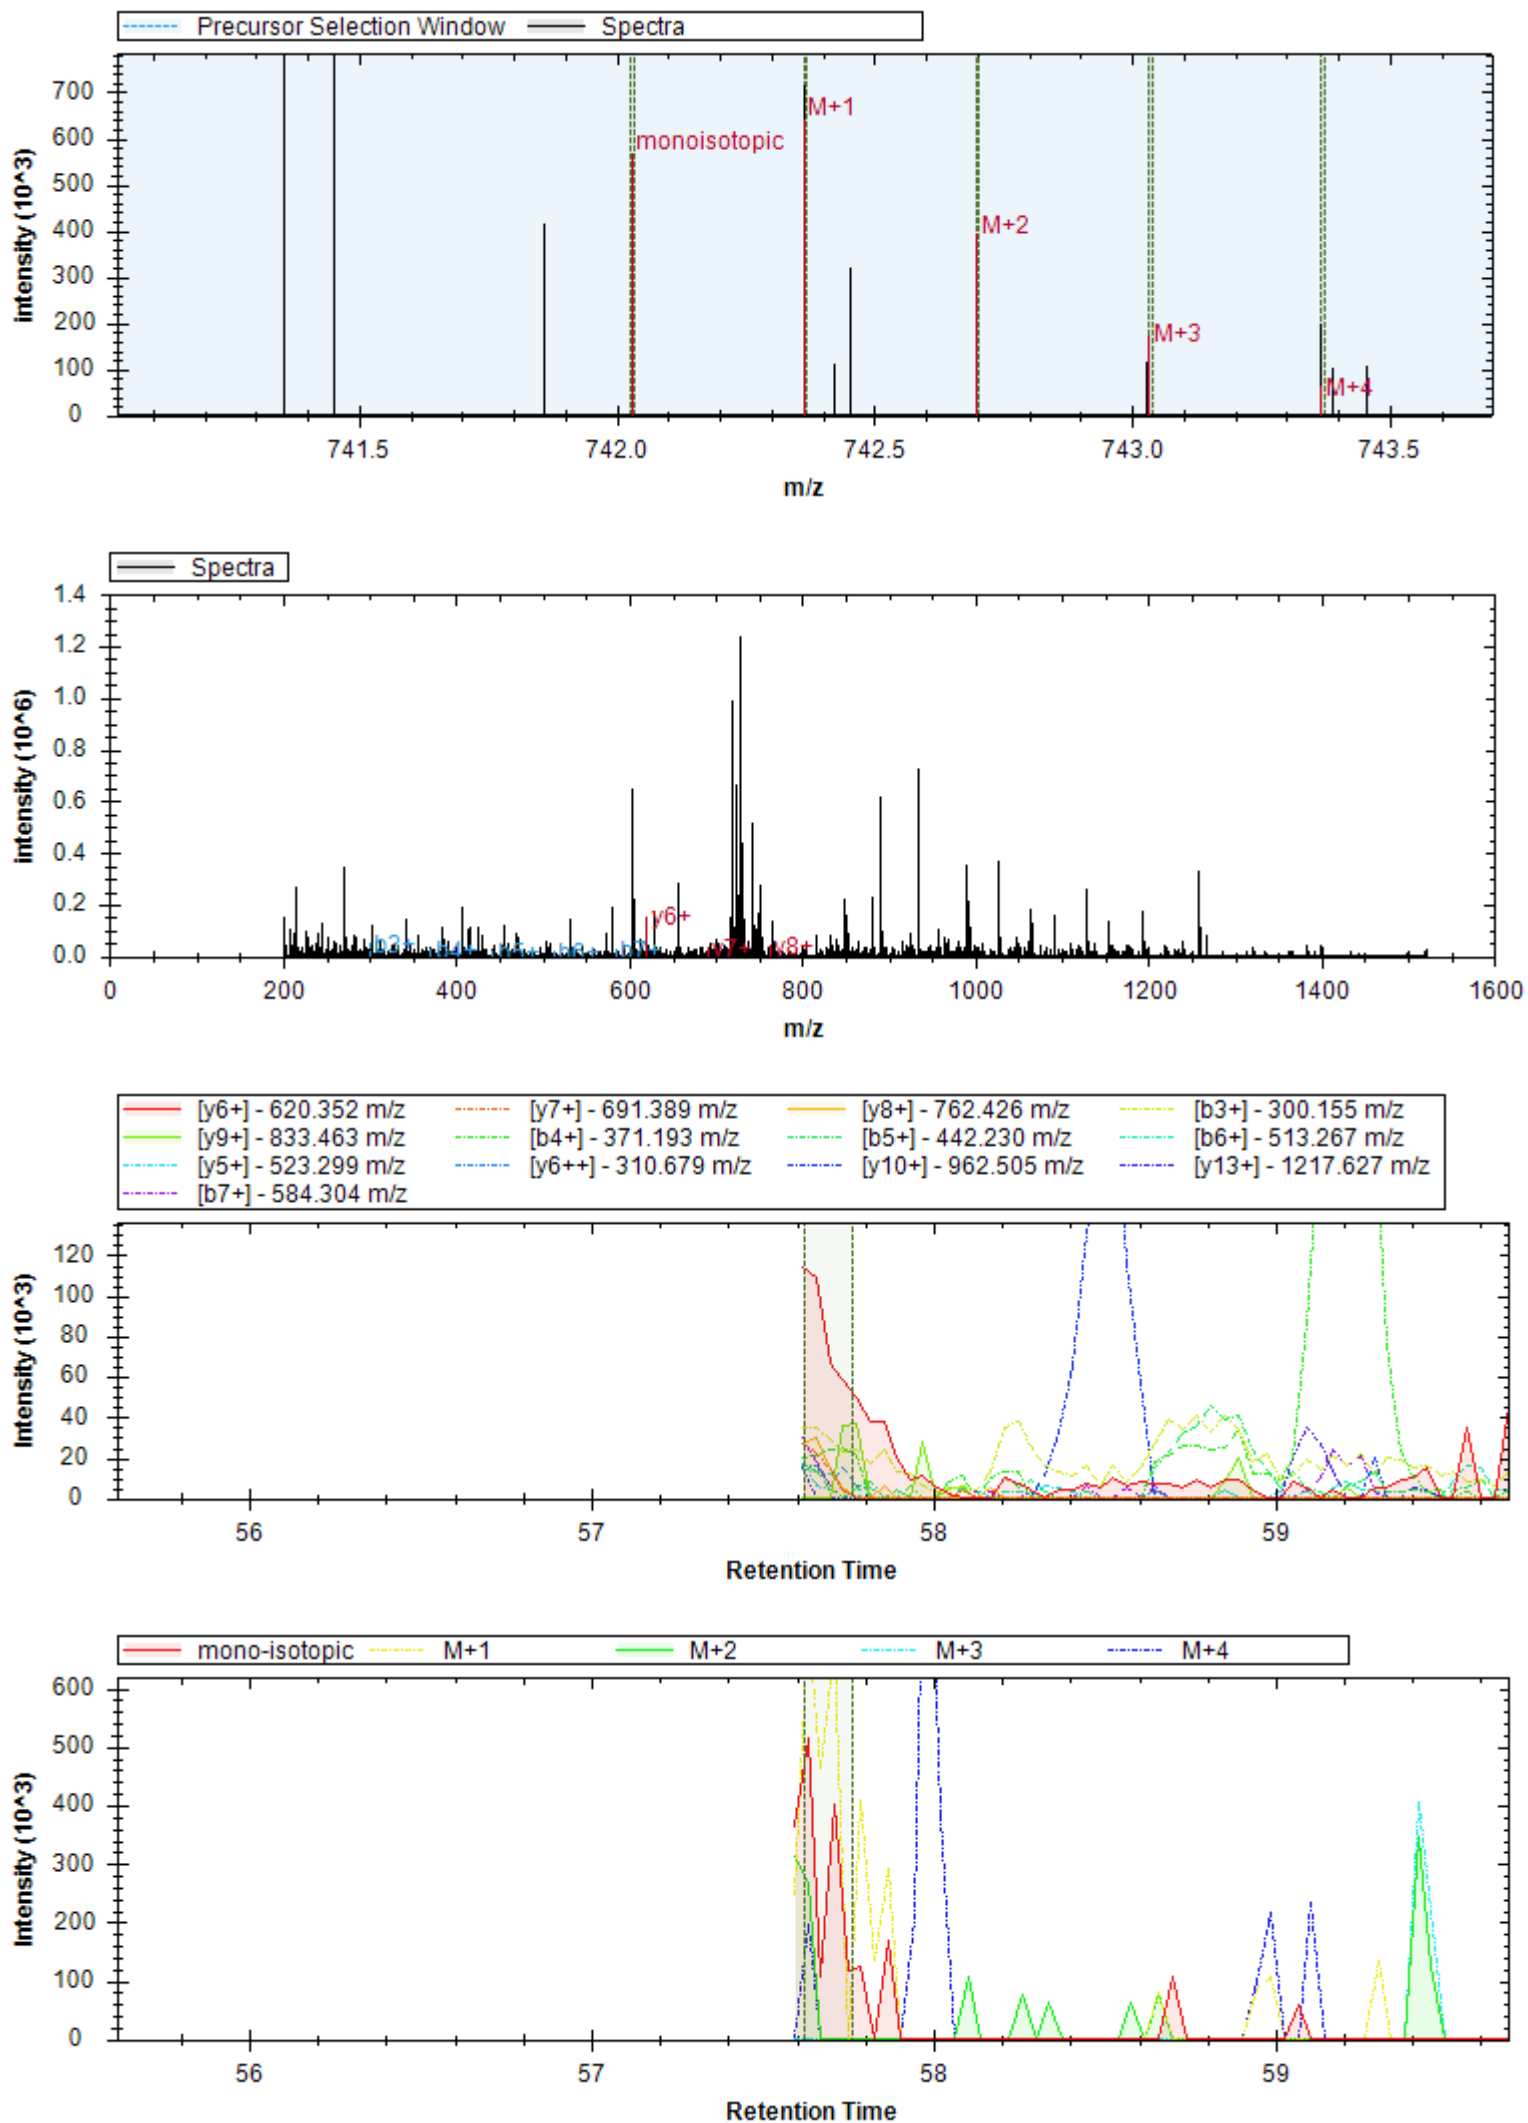 Precursor Selection Window Spectra
intensity (10^3)
700
600
500
400
300
200
100
0
monoisotopic
M+1
M+2
M+3
M+4
741.5 742.0 742.5 743.0 743.5
m/z
Spectra
intensity (10^6)
1.4
1.2
1.0
0.8
0.6
0.4
0.2
0.0
b3+ b4+ b5+ b6+ b7+ y6+ y7+ y8+
0 200 400 600 800 1000 1200 1400 1600
m/z
[y6+] - 620.352 m/z [y7+] - 691.389 m/z [y8+] - 762.426 m/z [b3+] - 300.155 m/z
[y9+] - 833.463 m/z [b4+] - 371.193 m/z [b5+] - 442.230 m/z [b6+] - 513.267 m/z
[y5+] - 523.299 m/z [y6++] - 310.679 m/z [y10+] - 962.505 m/z [y13+] - 1217.627 m/z
[b7+] - 584.304 m/z
Intensity (10^3)
120
100
80
60
40
20
0
56 57 58 59
Retention Time
mono-isotopic M+1 M+2 M+3 M+4
Intensity (10^3)
600
500
400
300
200
100
0
56 57 58 59
Retention Time